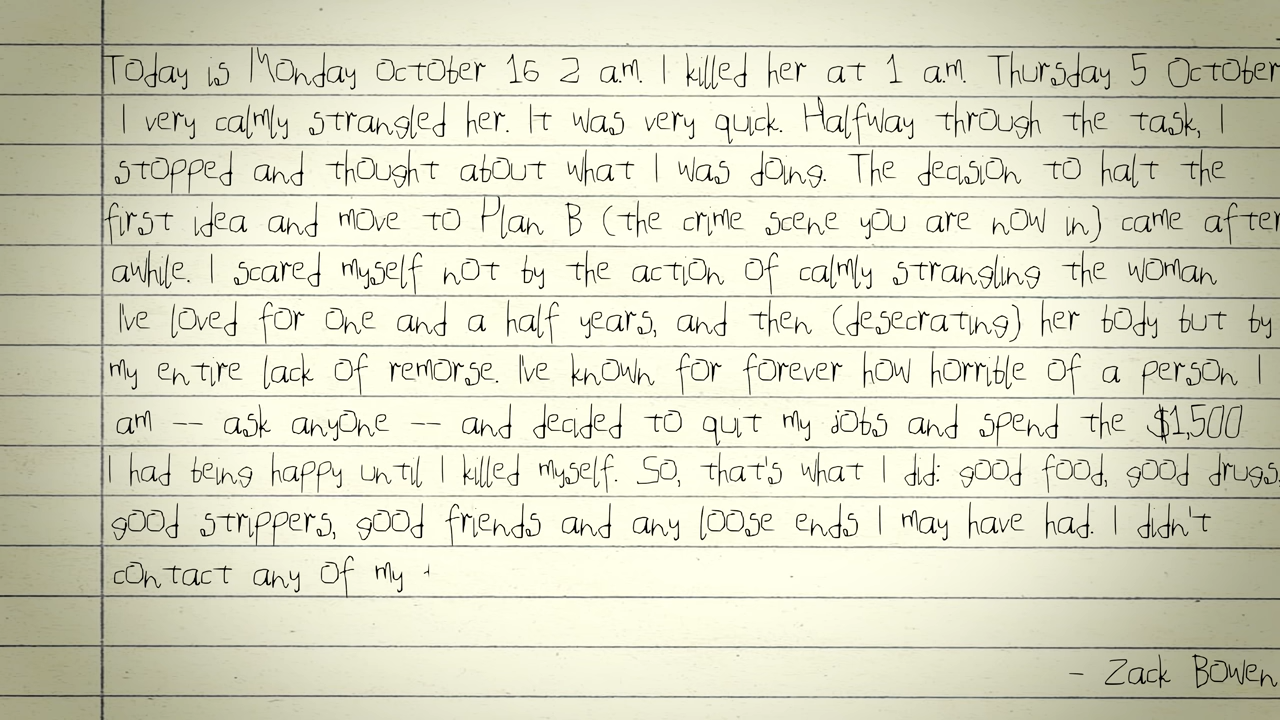 Today is Monday October 16 2 a.m. I killed her at 1 a.m. Thursday 5 October
I very calmly strangled her. It was very quick. Halfway through the task, I
stopped and thought about what I was doing. The decision to halt the
first idea and move to Plan B (the crime scene you are now in) came after
awhile. I scared myself not by the action of calmly strangling the woman
I've loved for one and a half years, and then (desecrating) her body but by
my entire lack of remorse. I've known for forever how horrible of a person I
am -- ask anyone -- and decided to quit my jobs and spend the $1,500
I had being happy until I killed myself. So, that's what I did: good food, good drugs,
good strippers, good friends and any loose ends I may have had. I didn't
contact any of my
- Zack Bowen